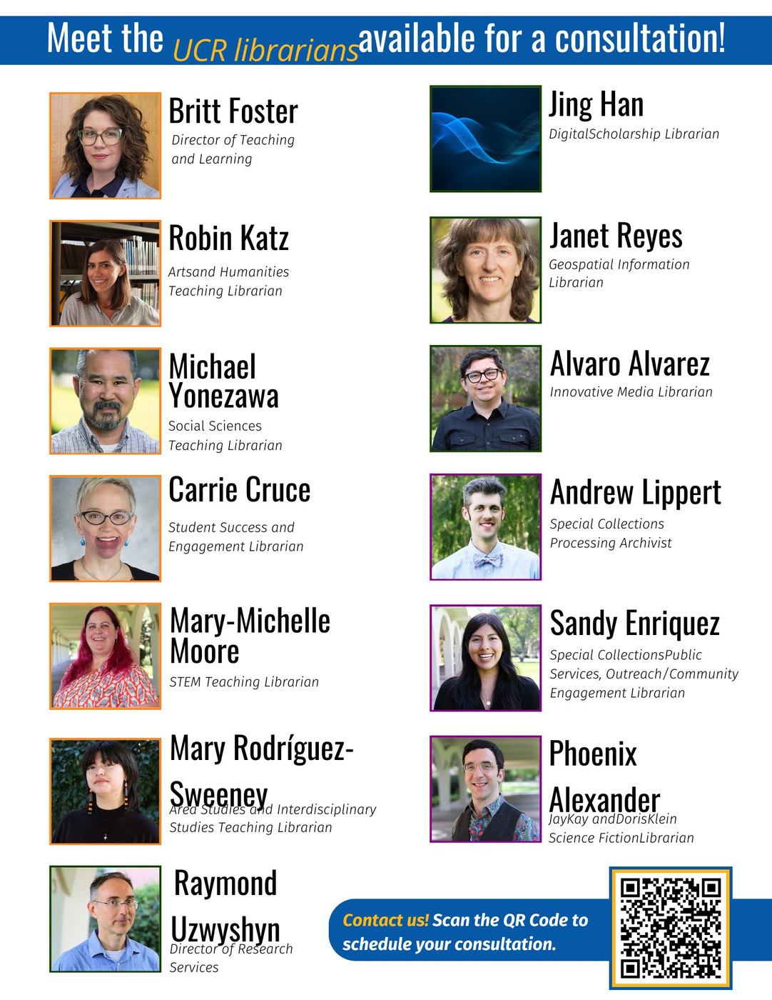 Meet the UCR librarians available for a consultation!
Britt Foster
Director of Teaching
and Learning
Robin Katz
Artsand Humanities
Teaching Librarian
Michael
Yonezawa
Social Sciences
Teaching Librarian
Carrie Cruce
Student Success and
Engagement Librarian
Mary-Michelle
Moore
STEM Teaching Librarian
Mary Rodríguez-
Sweeney
Area Studies and Interdisciplinary
Studies Teaching Librarian
Raymond
Uzwyshyn
Director of Research
Services
Jing Han
DigitalScholarship Librarian
Janet Reyes
Geospatial Information
Librarian
Alvaro Alvarez
Innovative Media Librarian
Andrew Lippert
Special Collections
Processing Archivist
Sandy Enriquez
Special CollectionsPublic
Services, Outreach/Community
Engagement Librarian
Phoenix
Alexander
JayKay andDorisKlein
Science FictionLibrarian
Contact us! Scan the QR Code to
schedule your consultation.